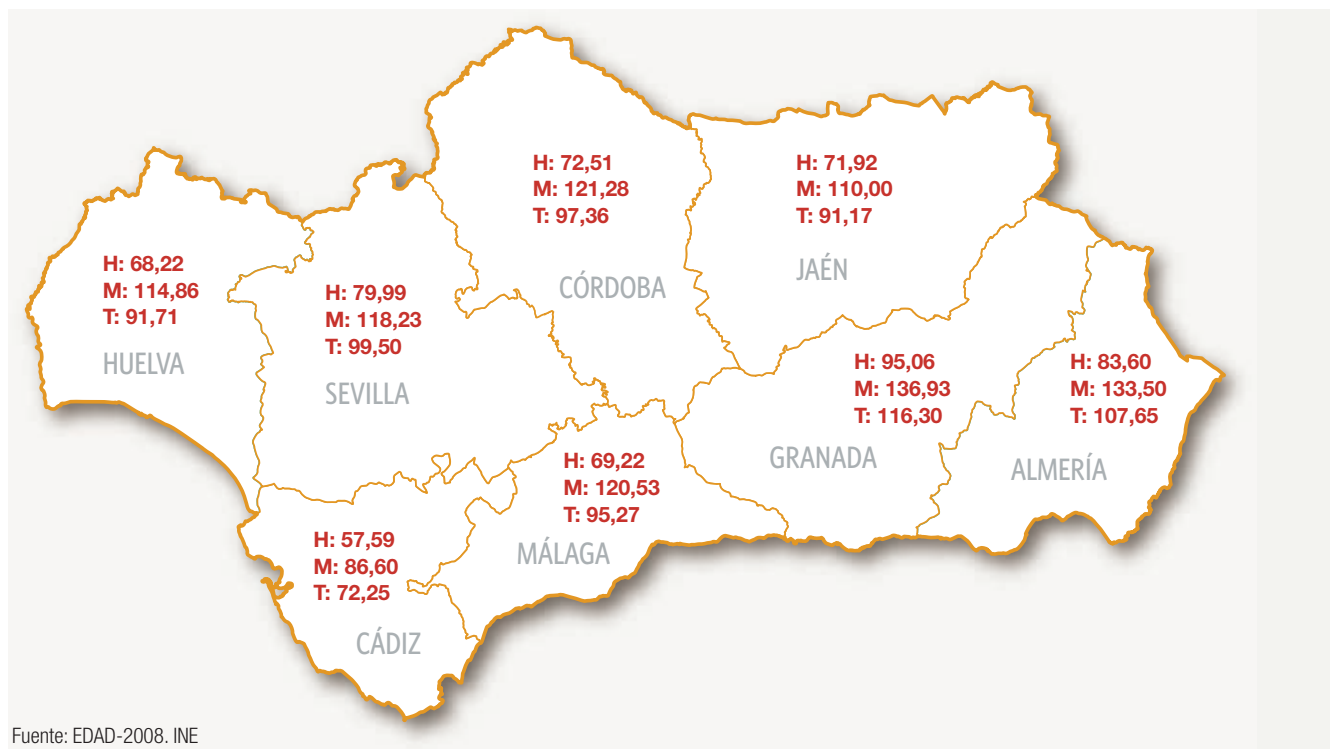 H: 72,51
M: 121,28
T: 97,36
CÓRDOBA
H: 71,92
M: 110,00
T: 91,17
JAÉN
H: 68,22
M: 114,86
T: 91,71
HUELVA
H: 79,99
M: 118,23
T: 99,50
SEVILLA
H: 95,06
M: 136,93
T: 116,30
GRANADA
H: 83,60
M: 133,50
T: 107,65
ALMERÍA
H: 69,22
M: 120,53
T: 95,27
MÁLAGA
H: 57,59
M: 86,60
T: 72,25
CÁDIZ
Fuente: EDAD-2008. INE